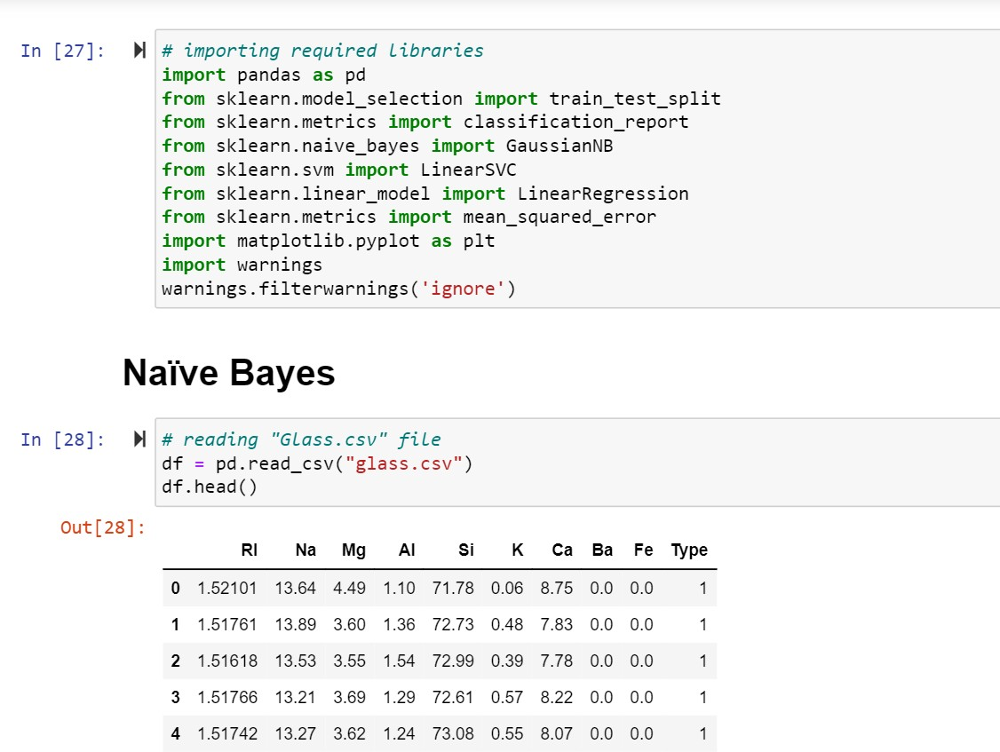 In [27]:
# importing required libraries
import pandas as pd
from sklearn.model_selection import train_test_split
from sklearn.metrics import classification_report
from sklearn.naive_bayes import GaussianNB
from sklearn.svm import LinearSVC
from sklearn.linear_model import LinearRegression
from sklearn.metrics import mean_squared_error
import matplotlib.pyplot as plt
import warnings
warnings.filterwarnings('ignore')
Naïve Bayes
In [28]:
# reading "Glass.csv" file
df = pd.read_csv("glass.csv")
df.head()
Out[28]:
RI Na Mg Al Si K Ca Ba Fe Type
0 1.52101 13.64 4.49 1.10 71.78 0.06 8.75 0.0 0.0 1
1 1.51761 13.89 3.60 1.36 72.73 0.48 7.83 0.0 0.0 1
2 1.51618 13.53 3.55 1.54 72.99 0.39 7.78 0.0 0.0 1
3 1.51766 13.21 3.69 1.29 72.61 0.57 8.22 0.0 0.0 1
4 1.51742 13.27 3.62 1.24 73.08 0.55 8.07 0.0 0.0 1